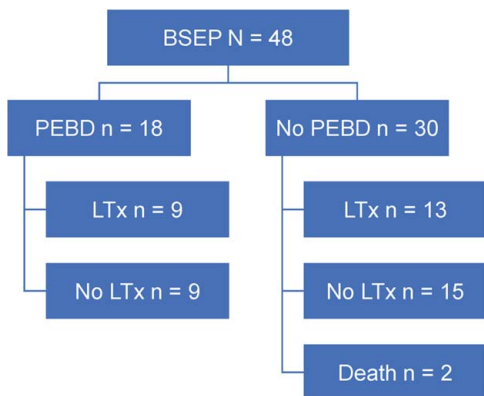 BSEP N = 48
PEBD n = 18
No PEBD n = 30
LTx n = 9
LTx n = 13
No LTx n = 9
No LTx n = 15
Death n = 2